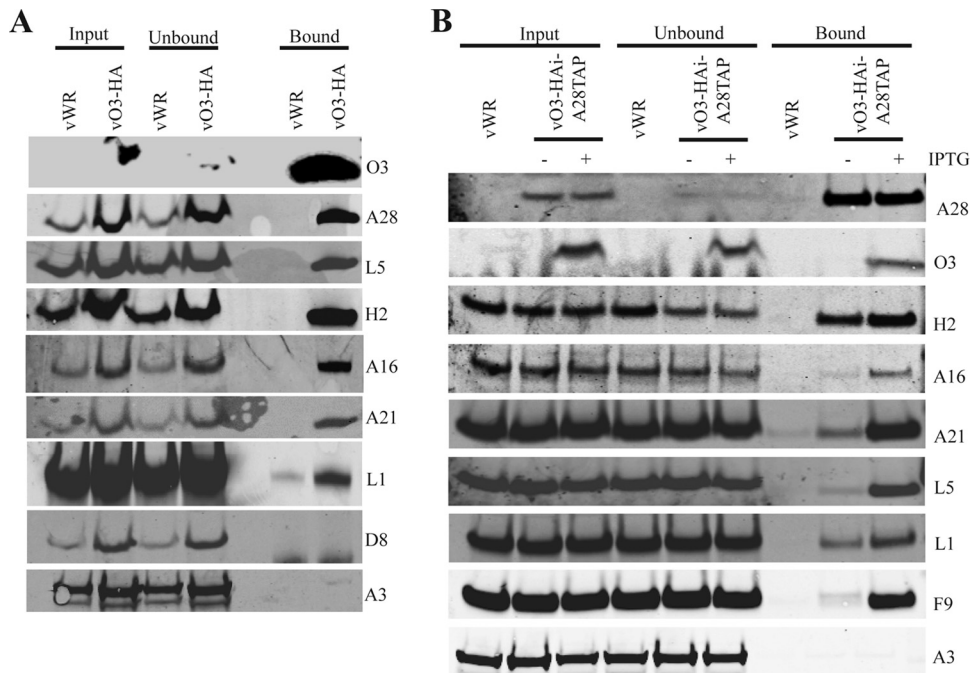 A
Input Unbound Bound
vWR vO3-HA vWR vO3-HA vWR vO3-HA
O3
A28
L5
H2
A16
A21
L1
D8
A3
B
Input Unbound Bound
vWR vO3-HAi-A28TAP vWR vO3-HAi-A28TAP vWR vO3-HAi-A28TAP
- + - + - + IPTG
A28
O3
H2
A16
A21
L5
L1
F9
A3